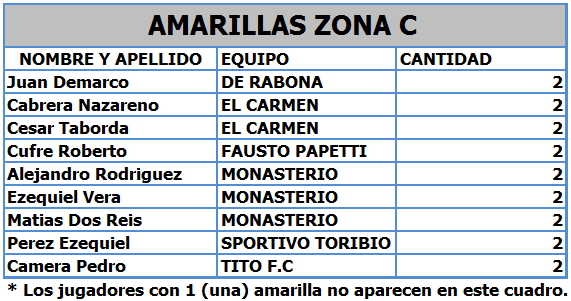 AMARILLAS ZONA C
NOMBRE Y APELLIDO EQUIPO CANTIDAD
Juan Demarco DE RABONA 2
Cabrera Nazareno EL CARMEN 2
Cesar Taborda EL CARMEN 2
Cufre Roberto FAUSTO PAPETTI 2
Alejandro Rodriguez MONASTERIO 2
Ezequiel Vera MONASTERIO 2
Matias Dos Reis MONASTERIO 2
Perez Ezequiel SPORTIVO TORIBIO 2
Camera Pedro TITO F.C 2
* Los jugadores con 1 (una) amarilla no aparecen en este cuadro.